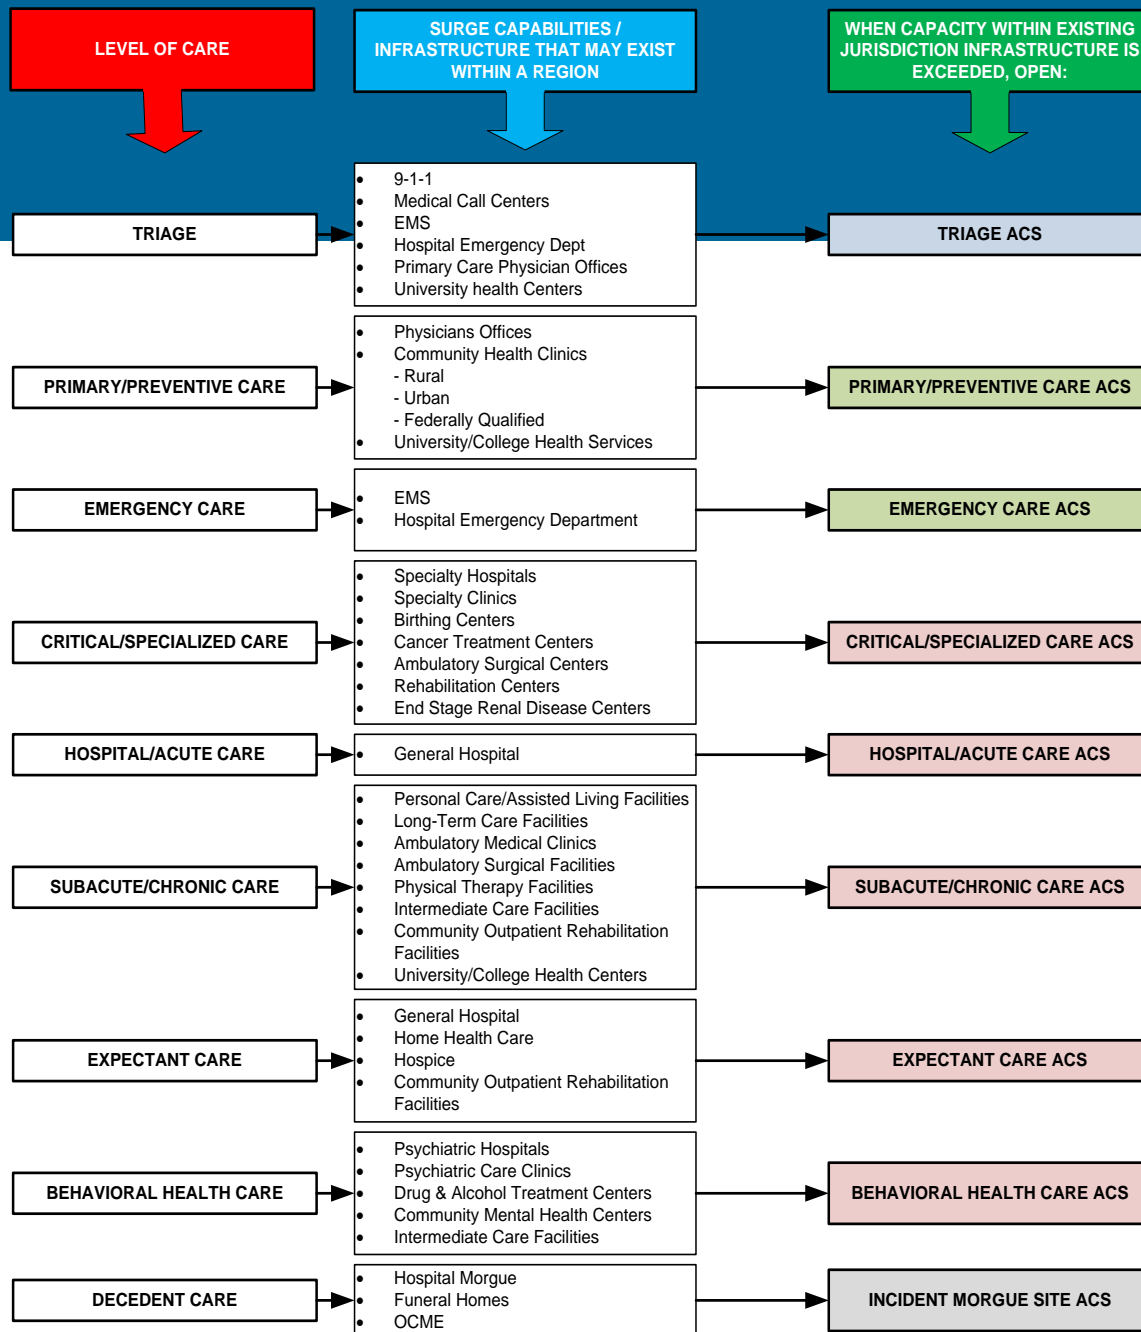 LEVEL OF CARE
SURGE CAPABILITIES /
INFRASTRUCTURE THAT MAY EXIST
WITHIN A REGION
WHEN CAPACITY WITHIN EXISTING
JURISDICTION INFRASTRUCTURE IS
EXCEEDED, OPEN:
TRIAGE
• 9-1-1
• Medical Call Centers
• EMS
• Hospital Emergency Dept
• Primary Care Physician Offices
• University health Centers
TRIAGE ACS
PRIMARY/PREVENTIVE CARE
• Physicians Offices
• Community Health Clinics
- Rural
- Urban
- Federally Qualified
• University/College Health Services
PRIMARY/PREVENTIVE CARE ACS
EMERGENCY CARE
• EMS
• Hospital Emergency Department
EMERGENCY CARE ACS
CRITICAL/SPECIALIZED CARE
• Specialty Hospitals
• Specialty Clinics
• Birthing Centers
• Cancer Treatment Centers
• Ambulatory Surgical Centers
• Rehabilitation Centers
• End Stage Renal Disease Centers
CRITICAL/SPECIALIZED CARE ACS
HOSPITAL/ACUTE CARE
• General Hospital
HOSPITAL/ACUTE CARE ACS
SUBACUTE/CHRONIC CARE
• Personal Care/Assisted Living Facilities
• Long-Term Care Facilities
• Ambulatory Medical Clinics
• Ambulatory Surgical Facilities
• Physical Therapy Facilities
• Intermediate Care Facilities
• Community Outpatient Rehabilitation
Facilities
• University/College Health Centers
SUBACUTE/CHRONIC CARE ACS
EXPECTANT CARE
• General Hospital
• Home Health Care
• Hospice
• Community Outpatient Rehabilitation
Facilities
EXPECTANT CARE ACS
BEHAVIORAL HEALTH CARE
• Psychiatric Hospitals
• Psychiatric Care Clinics
• Drug & Alcohol Treatment Centers
• Community Mental Health Centers
• Intermediate Care Facilities
BEHAVIORAL HEALTH CARE ACS
DECEDENT CARE
• Hospital Morgue
• Funeral Homes
• OCME
INCIDENT MORGUE SITE ACS